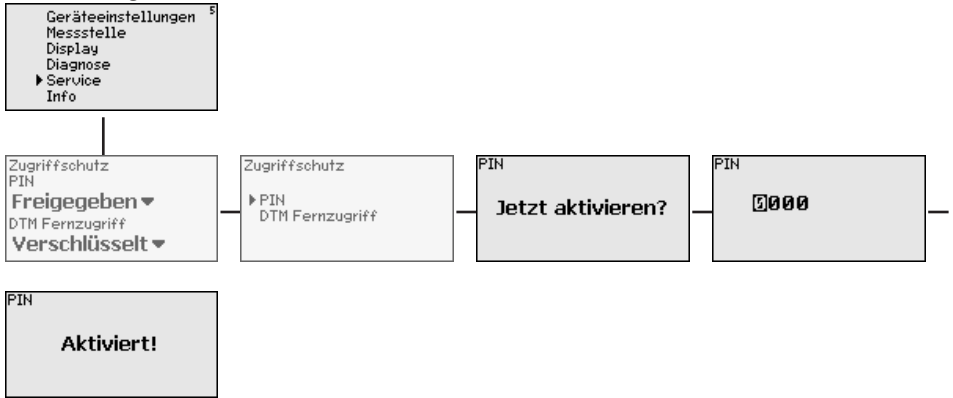 Geräteeinstellungen 5
Messstelle
Display
Diagnose
Service
Info
Zugriffschutz
PIN
Freigegeben
DTM Fernzugriff
Verschlüsselt
Zugriffschutz
PIN
DTM Fernzugriff
PIN
Jetzt aktivieren?
PIN
0000
PIN
Aktiviert!